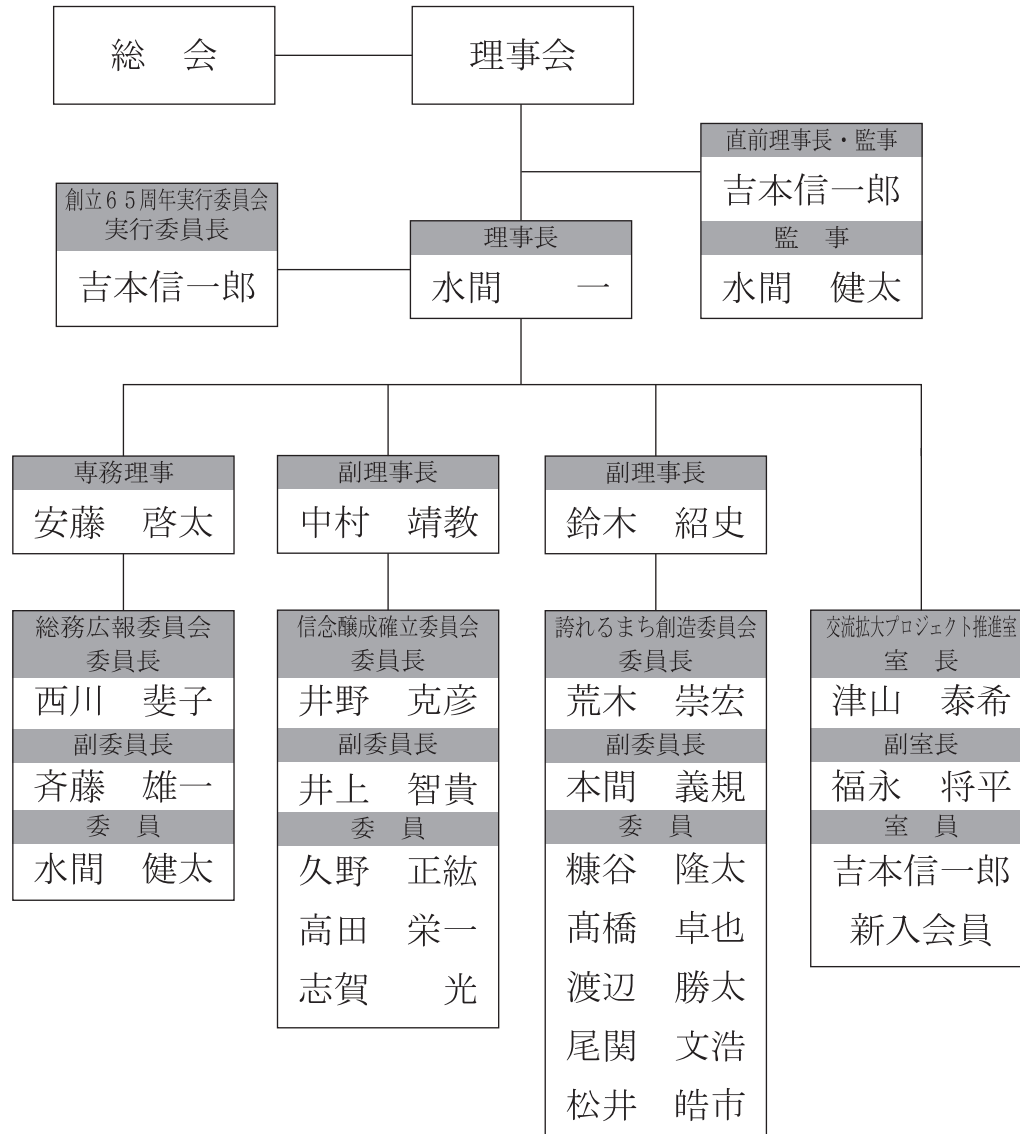 総　会
理事会
直前理事長・監事
吉本信一郎
監　事
水間　健太
創立６５周年実行委員会
実行委員長
吉本信一郎
理事長
水間　　一
専務理事
安藤　啓太
副理事長
中村　靖教
副理事長
鈴木　紹史
総務広報委員会
委員長
西川　斐子
副委員長
斉藤　雄一
委　員
水間　健太
信念醸成確立委員会
委員長
井野　克彦
副委員長
井上　智貴
委　員
久野　正紘
高田　栄一
志賀　　光
誇れるまち創造委員会
委員長
荒木　崇宏
副委員長
本間　義規
委　員
糠谷　隆太
髙橋　卓也
渡辺　勝太
尾関　文浩
松井　皓市
交流拡大プロジェクト推進室
室　長
津山　泰希
副室長
福永　将平
室　員
吉本信一郎
新入会員